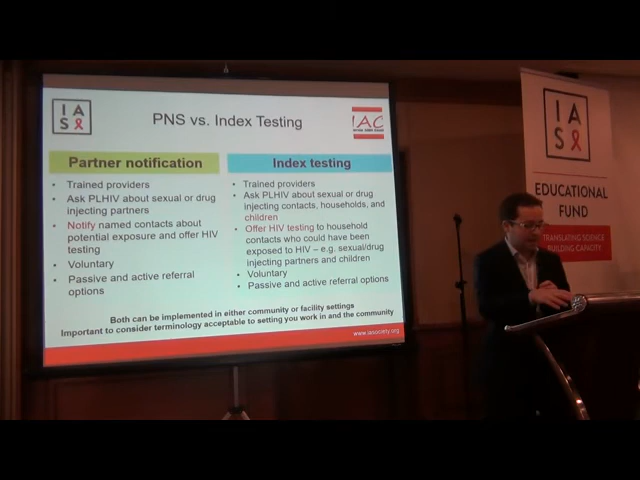 IAS
PNS vs. Index Testing
IAC
Partner notification
• Trained providers
• Ask PLHIV about sexual or drug
injecting partners
• Notify named contacts about
potential exposure and offer HIV
testing
• Voluntary
• Passive and active referral
options
Index testing
• Trained providers
• Ask PLHIV about sexual or drug
injecting contacts, households, and
children
• Offer HIV testing to household
contacts who could have been
exposed to HIV – e.g. sexual/drug
injecting partners and children
• Voluntary
• Passive and active referral options
Both can be implemented in either community or facility settings
Important to consider terminology acceptable to setting you work in and the community
www.iasociety.org
IAS
EDUCATIONAL
FUND
TRANSLATING SCIENCE
BUILDING CAPACITY